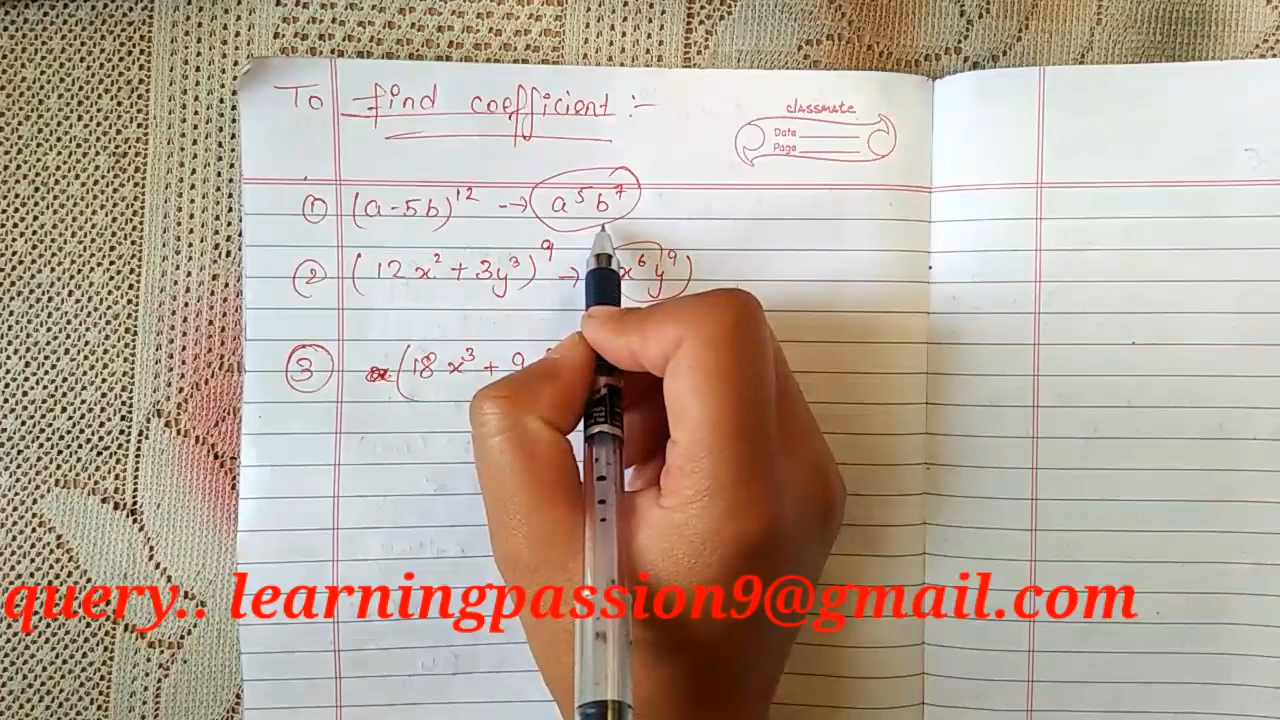 To find coefficient :-
classmate
Date
Page
① (a-5b)¹² → a⁵b⁷
② (12x² + 3y³)⁹ → x⁶y⁹
③ (18x³ + 9
query.. learningpassion9@gmail.com